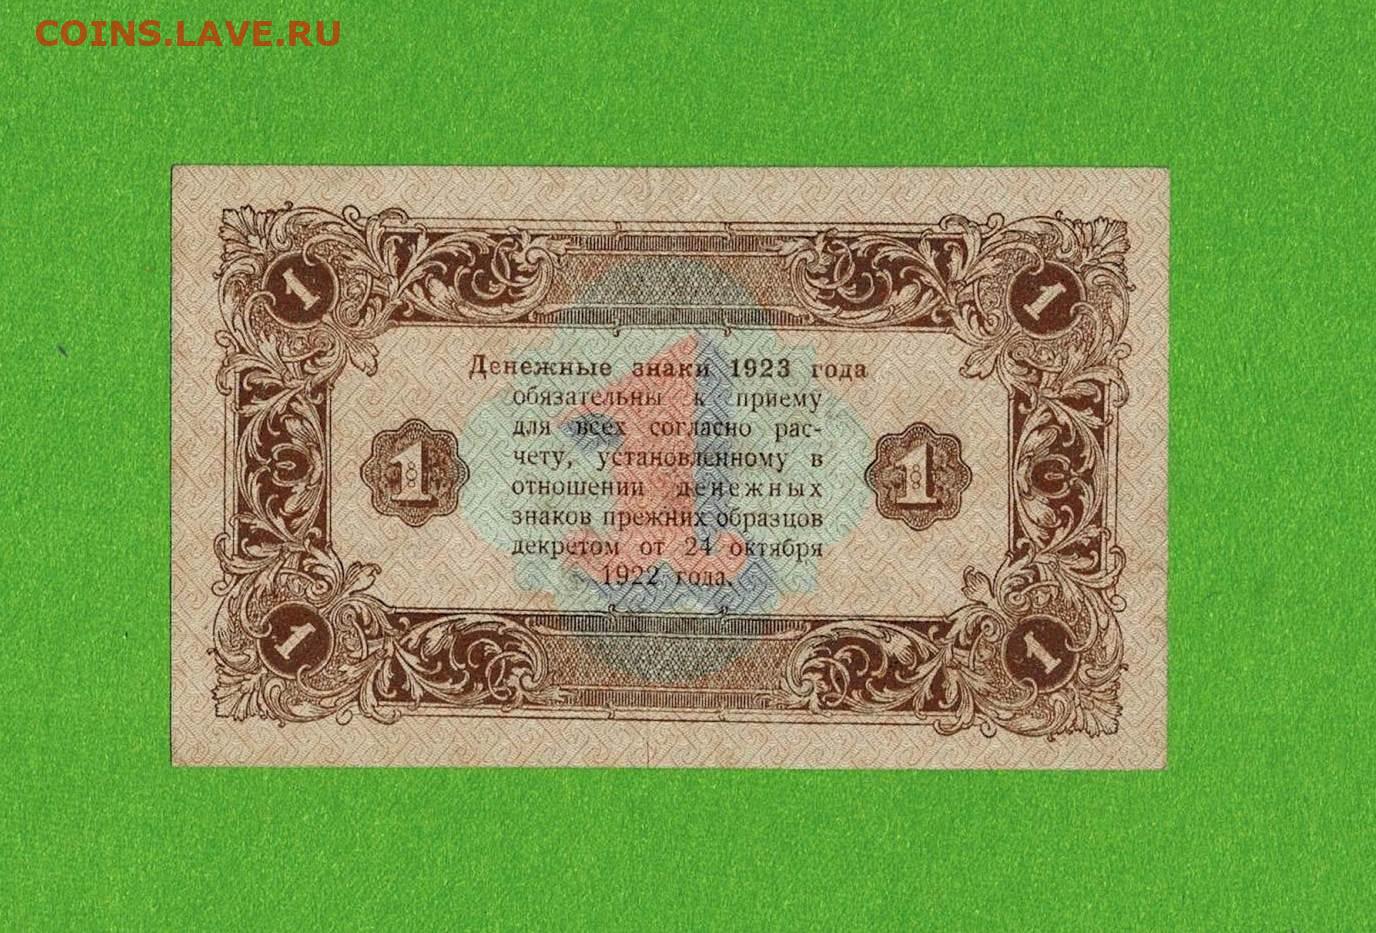 COINS.LAVE.RU
1 1
Денежные знаки 1923 года
обязательны к приему
для всех согласно рас-
чету, установленному в
1 1 1
отношении денежных
знаков прежних образцов
декретом от 24 октября
1922 года.
1 1